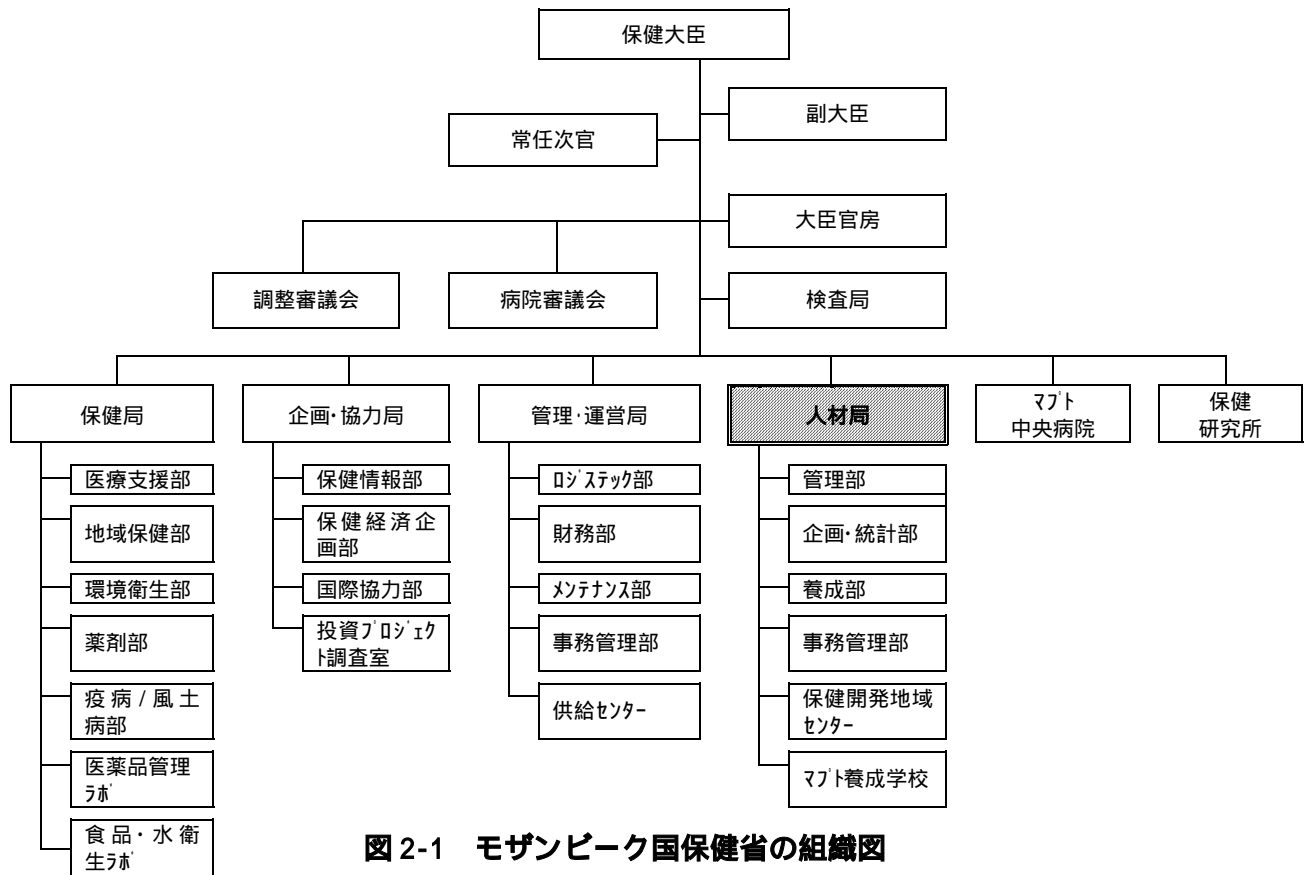 保健大臣
副大臣
常任次官
大臣官房
調整審議会
病院審議会
検査局
保健局
企画・協力局
管理・運営局
人材局
ﾏﾌﾟﾄ
中央病院
保健
研究所
医療支援部
地域保健部
環境衛生部
薬剤部
疫病/風土
病部
医薬品管理
ﾗﾎﾞ
食品・水衛
生ﾗﾎﾞ
保健情報部
保健経済企
画部
国際協力部
投資ﾌﾟﾛｼﾞｪｸ
ﾄ調査室
ﾛｼﾞｽﾃｯｸ部
財務部
ﾒﾝﾃﾅﾝｽ部
事務管理部
供給ｾﾝﾀｰ
管理部
企画・統計部
養成部
事務管理部
保健開発地域
ｾﾝﾀｰ
ﾏﾌﾟﾄ養成学校
図 2-1 モザンビーク国保健省の組織図